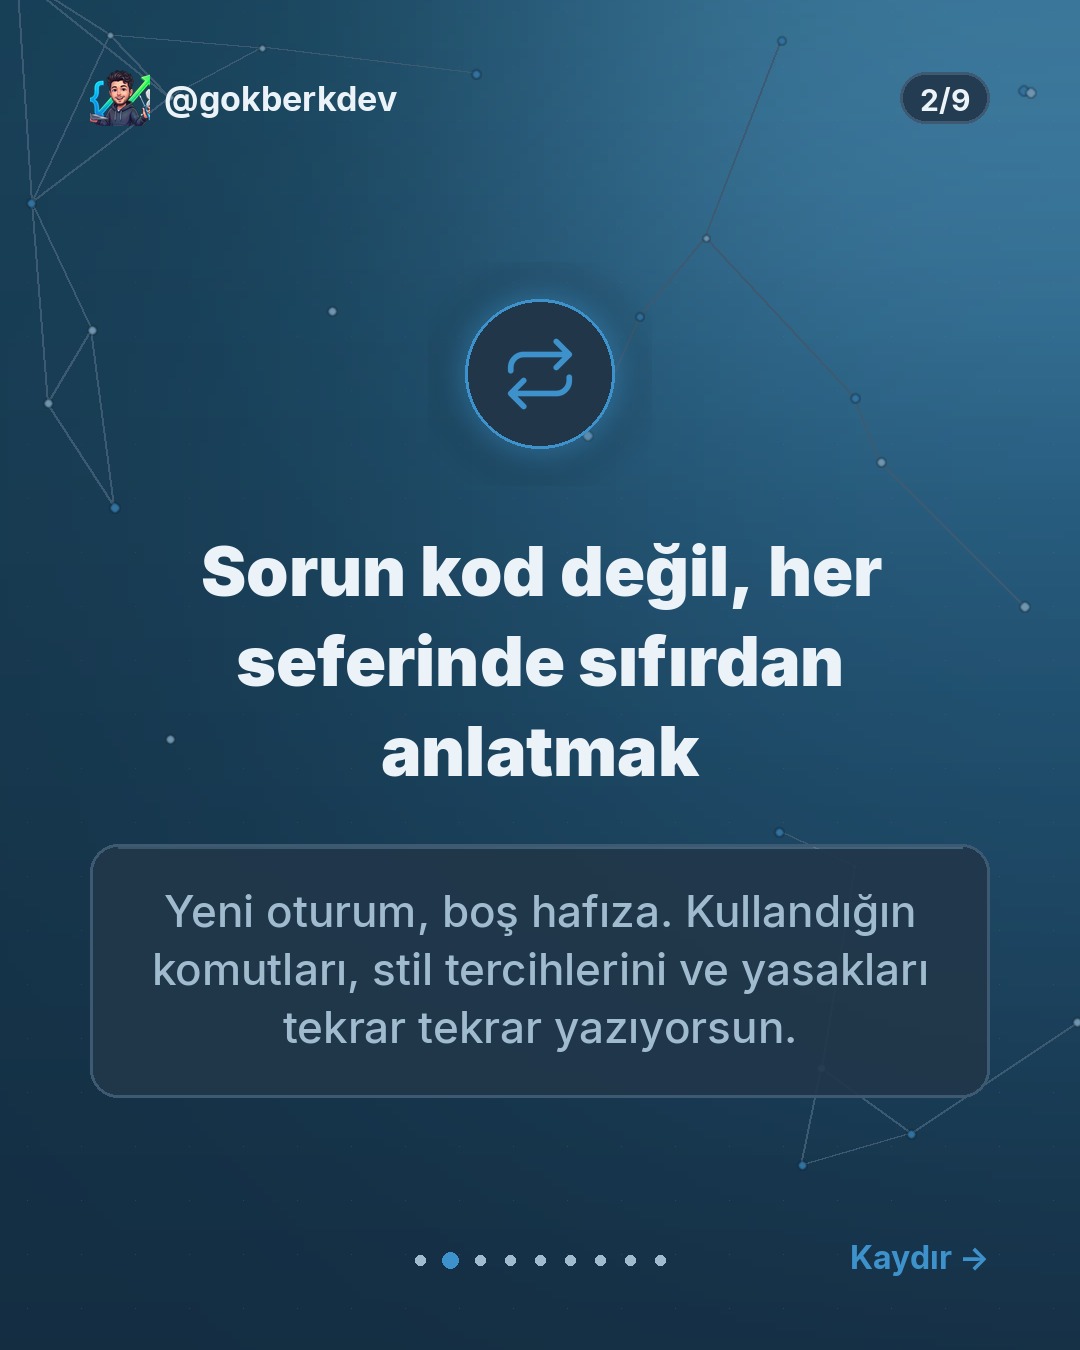 @gokberkdev
2/9
Sorun kod değil, her
seferinde sıfırdan
anlatmak
Yeni oturum, boş hafıza. Kullandığın
komutları, stil tercihlerini ve yasakları
tekrar tekrar yazıyorsun.
Kaydır →